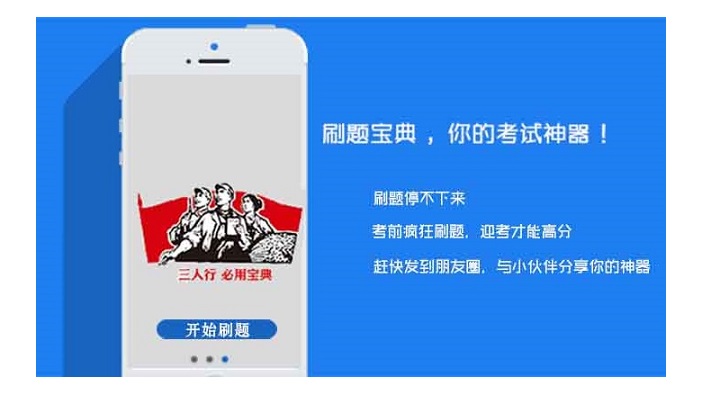 刷题宝典，你的考试神器！
刷题停不下来
考前疯狂刷题，迎考才能高分
赶快发到朋友圈，与小伙伴分享你的神器
三人行 必用宝典
开始刷题